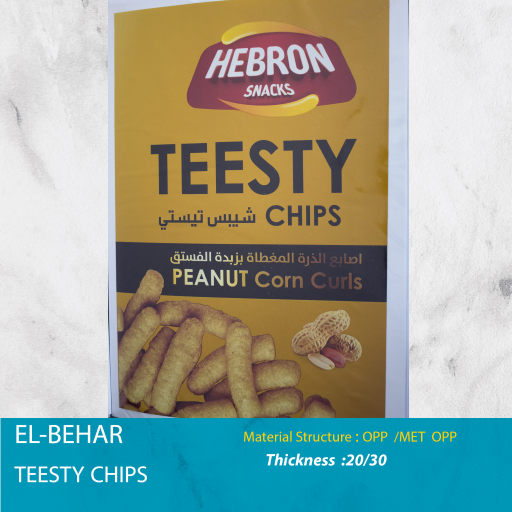 HEBRON
SNACKS
TEESTY
شيبس تيستي CHIPS
اصابع الذرة المغطاة بزبدة الفستق
PEANUT Corn Curls
EL-BEHAR
TEESTY CHIPS
Material Structure : OPP /MET OPP
Thickness :20/30